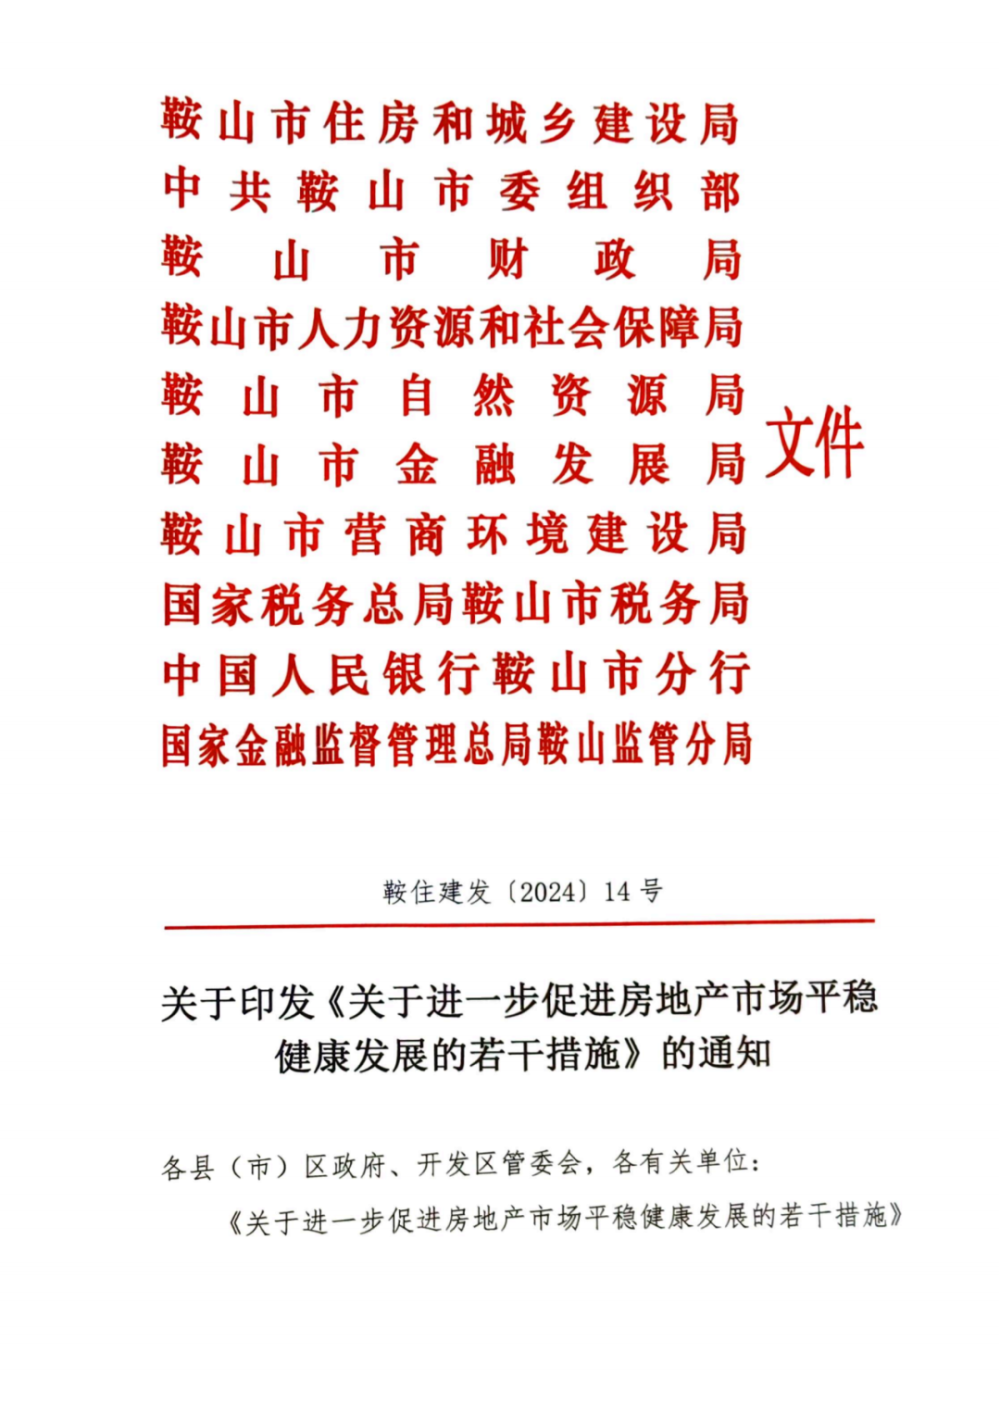 鞍山市住房和城乡建设局
中共鞍山市委组织部
鞍山市财政局
鞍山市人力资源和社会保障局
鞍山市自然资源局
鞍山市金融发展局
文件
鞍山市营商环境建设局
国家税务总局鞍山市税务局
中国人民银行鞍山市分行
国家金融监督管理总局鞍山监管分局
鞍住建发〔2024〕14号
关于印发《关于进一步促进房地产市场平稳
健康发展的若干措施》的通知
各县（市）区政府、开发区管委会，各有关单位：
《关于进一步促进房地产市场平稳健康发展的若干措施》